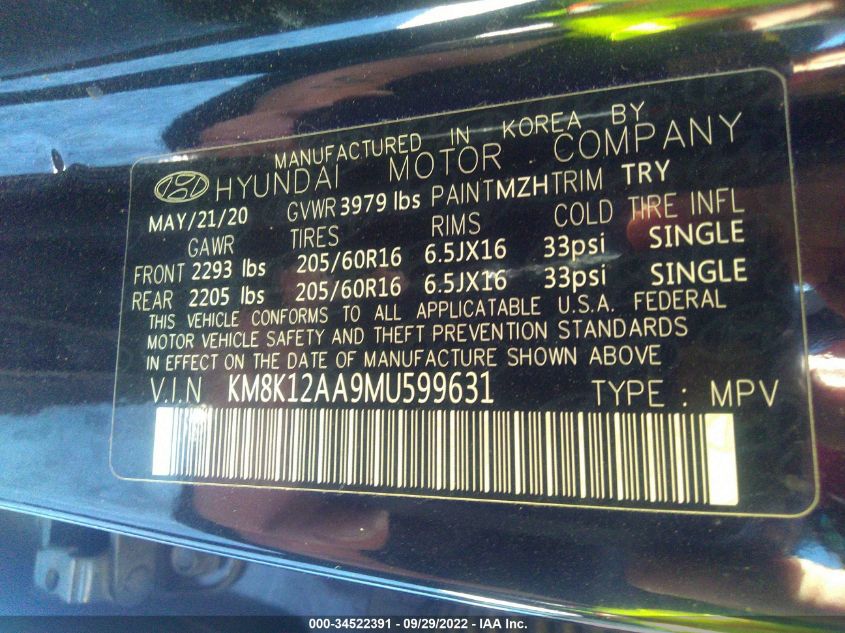 MANUFACTURED IN KOREA BY
HYUNDAI MOTOR COMPANY
MAY/21/20 GVWR 3979 lbs PAINT MZH TRIM TRY
GAWR TIRES RIMS COLD TIRE INFL
FRONT 2293 lbs 205/60R16 6.5JX16 33psi SINGLE
REAR 2205 lbs 205/60R16 6.5JX16 33psi SINGLE
THIS VEHICLE CONFORMS TO ALL APPLICATABLE U.S.A. FEDERAL
MOTOR VEHICLE SAFETY AND THEFT PREVENTION STANDARDS
IN EFFECT ON THE DATE OF MANUFACTURE SHOWN ABOVE
V.I.N KM8K12AA9MU599631 TYPE : MPV
000-34522391 - 09/29/2022 - IAA Inc.